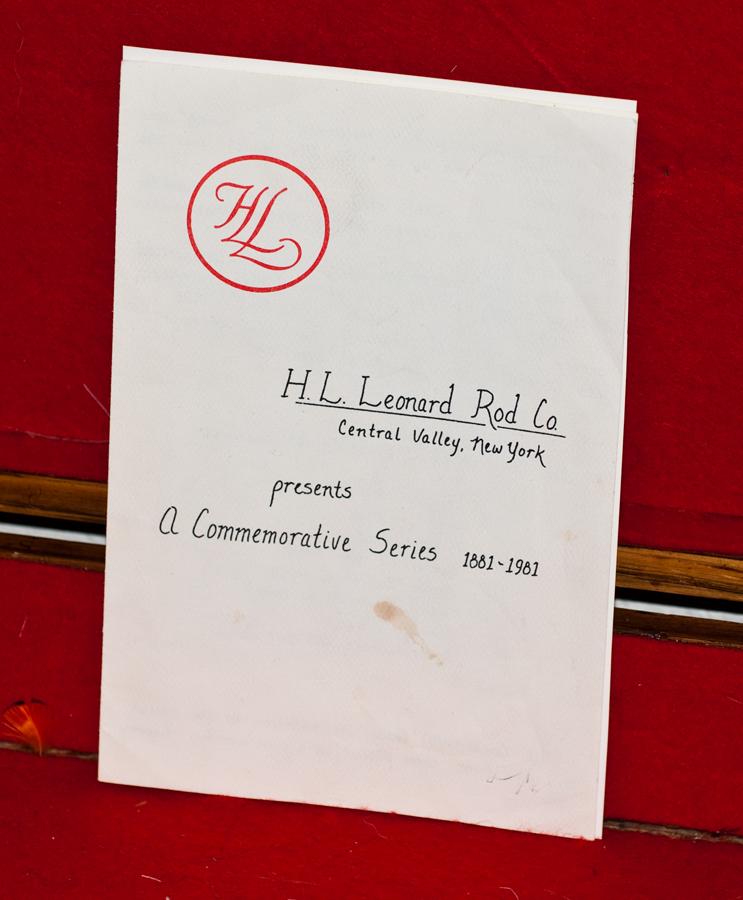 HL
H.L. Leonard Rod Co.
Central Valley, New York
presents
A Commemorative Series 1881-1981